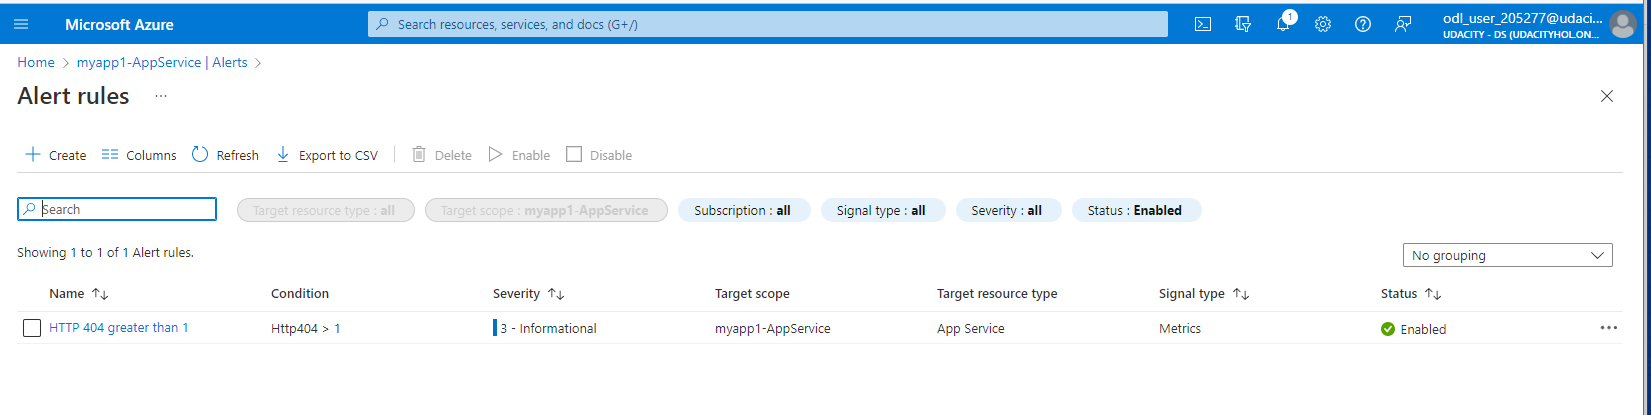 Microsoft Azure
Search resources, services, and docs (G+/)
1
odl_user_205277@udaci...
UDACITY - DS (UDACITYHOL.ON...
Home > myapp1-AppService | Alerts >
Alert rules ...
Create Columns Refresh Export to CSV Delete Enable Disable
Search Target resource type : all Target scope : myapp1-AppService Subscription : all Signal type : all Severity : all Status : Enabled
Showing 1 to 1 of 1 Alert rules.
No grouping
Name Condition Severity Target scope Target resource type Signal type Status
HTTP 404 greater than 1 Http404 > 1 3 - Informational myapp1-AppService App Service Metrics Enabled